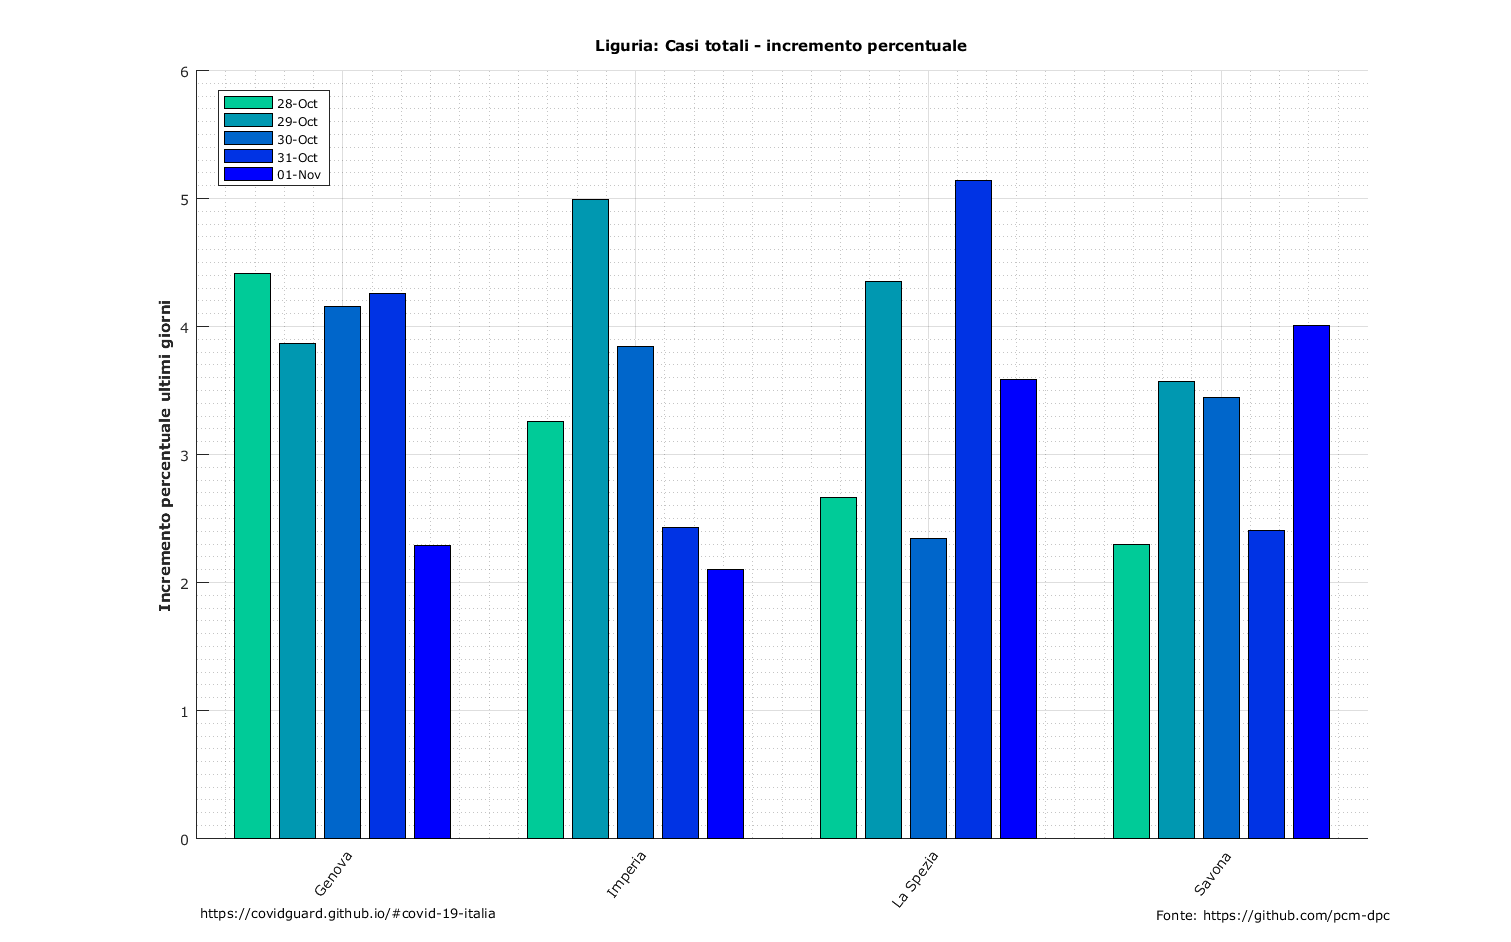 Liguria: Casi totali - incremento percentuale
6
28-Oct
29-Oct
30-Oct
31-Oct
01-Nov
5
4
3
2
1
0
Incremento percentuale ultimi giorni
Genova
Imperia
La Spezia
Savona
https://covidguard.github.io/#covid-19-italia
Fonte: https://github.com/pcm-dpc